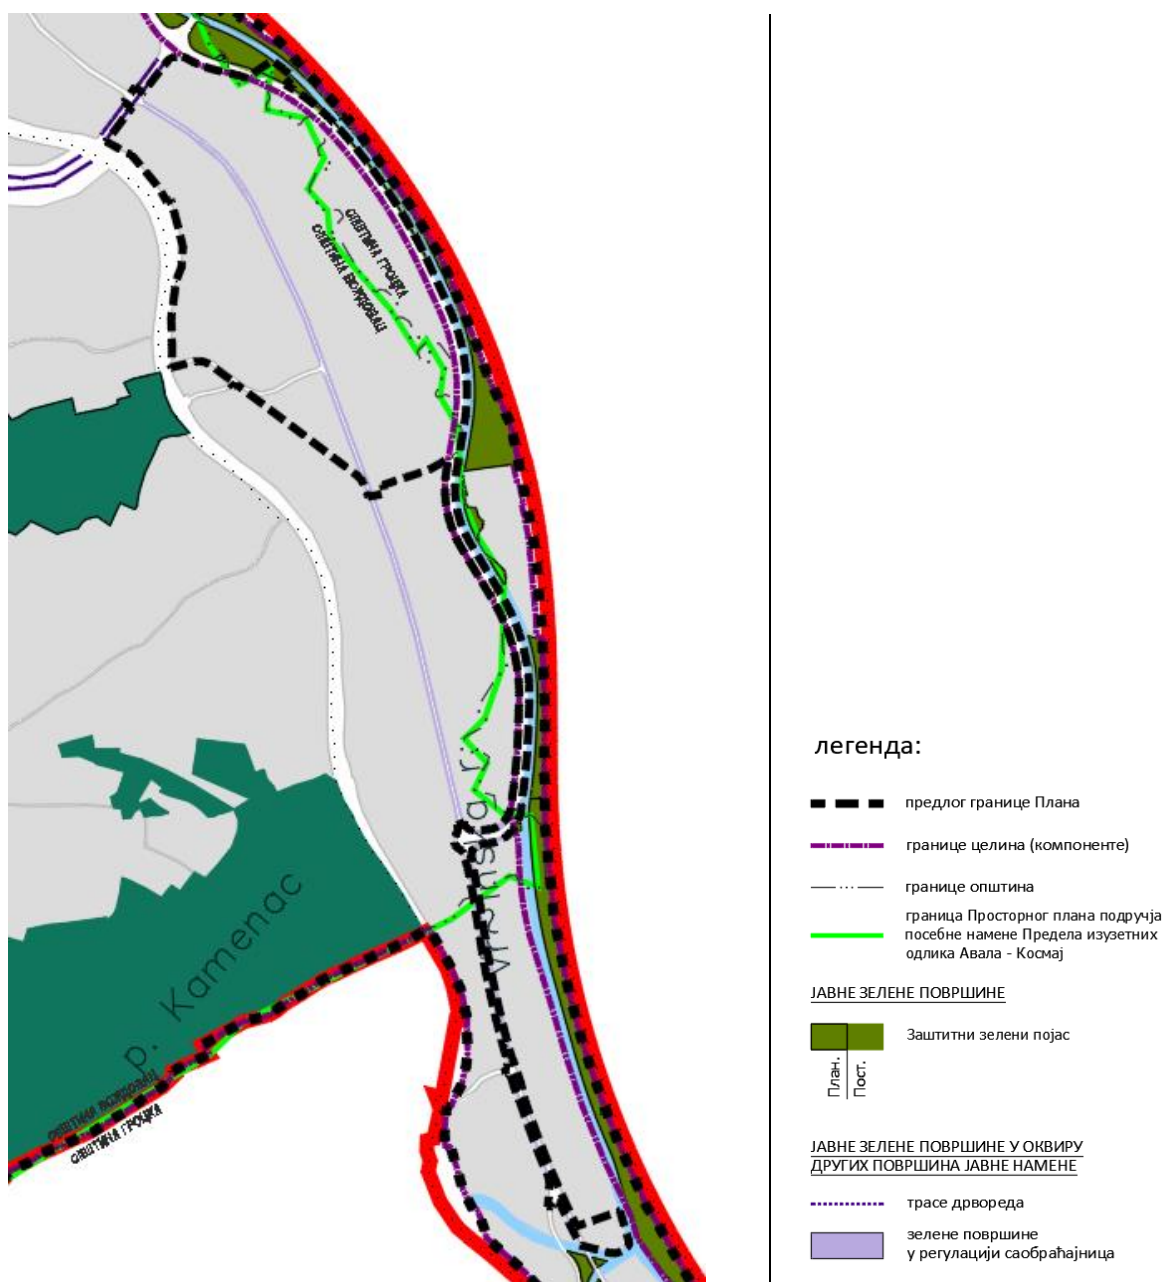 ОПШТИНА ГРОЦКА
ОПШТИНА ВОЖДОВАЦ
vrsinska r.
p. Kamenac
ОПШТИНА ВОЖДОВАЦ
ОПШТИНА ГРОЦКА
легенда:
предлог границе Плана
границе целина (компоненте)
границе општина
граница Просторног плана подручја
посебне намене Предела изузетних
одлика Авала - Космај
ЈАВНЕ ЗЕЛЕНЕ ПОВРШИНЕ
Заштитни зелени појас
План.
Пост.
ЈАВНЕ ЗЕЛЕНЕ ПОВРШИНЕ У ОКВИРУ
ДРУГИХ ПОВРШИНА ЈАВНЕ НАМЕНЕ
трасе дрвореда
зелене површине
у регулацији саобраћајница